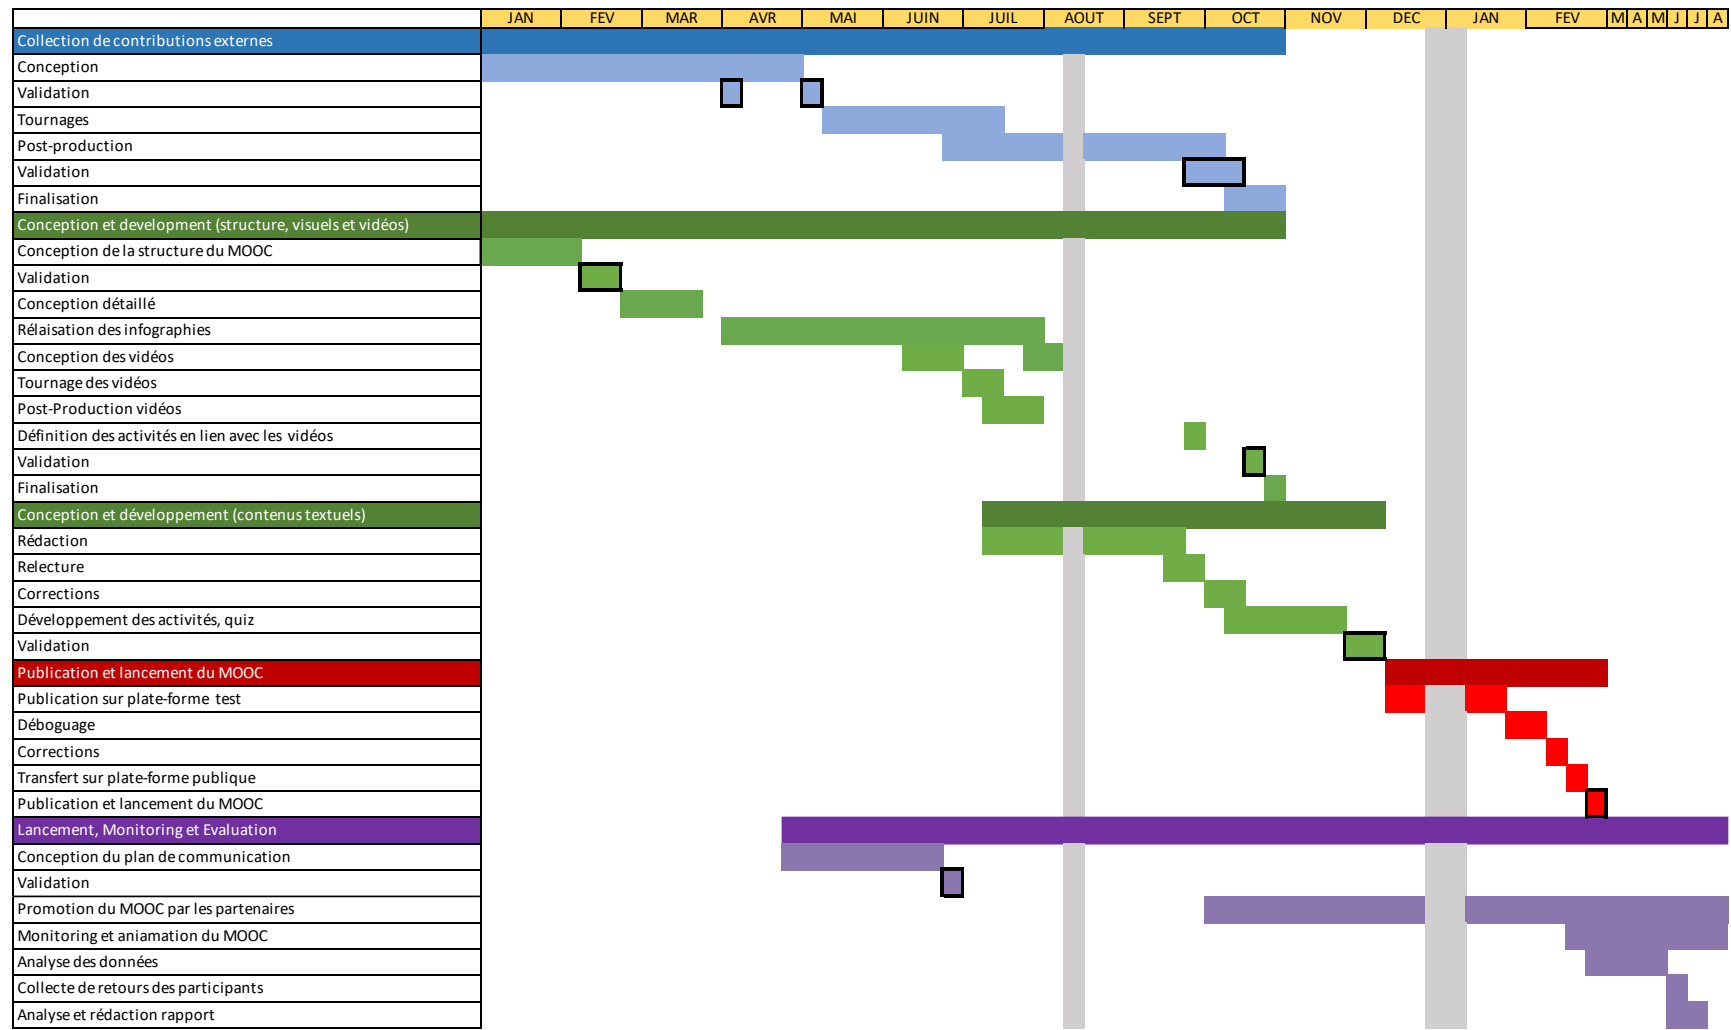 JAN FEV MAR AVR MAI JUIN JUIL AOUT SEPT OCT NOV DEC JAN FEV M A M J J A
Collection de contributions externes
Conception
Validation
Tournages
Post-production
Validation
Finalisation
Conception et development (structure, visuels et vidéos)
Conception de la structure du MOOC
Validation
Conception détaillé
Rélaisation des infographies
Conception des vidéos
Tournage des vidéos
Post-Production vidéos
Définition des activités en lien avec les vidéos
Validation
Finalisation
Conception et développement (contenus textuels)
Rédaction
Relecture
Corrections
Développement des activités, quiz
Validation
Publication et lancement du MOOC
Publication sur plate-forme test
Déboguage
Corrections
Transfert sur plate-forme publique
Publication et lancement du MOOC
Lancement, Monitoring et Evaluation
Conception du plan de communication
Validation
Promotion du MOOC par les partenaires
Monitoring et aniamation du MOOC
Analyse des données
Collecte de retours des participants
Analyse et rédaction rapport